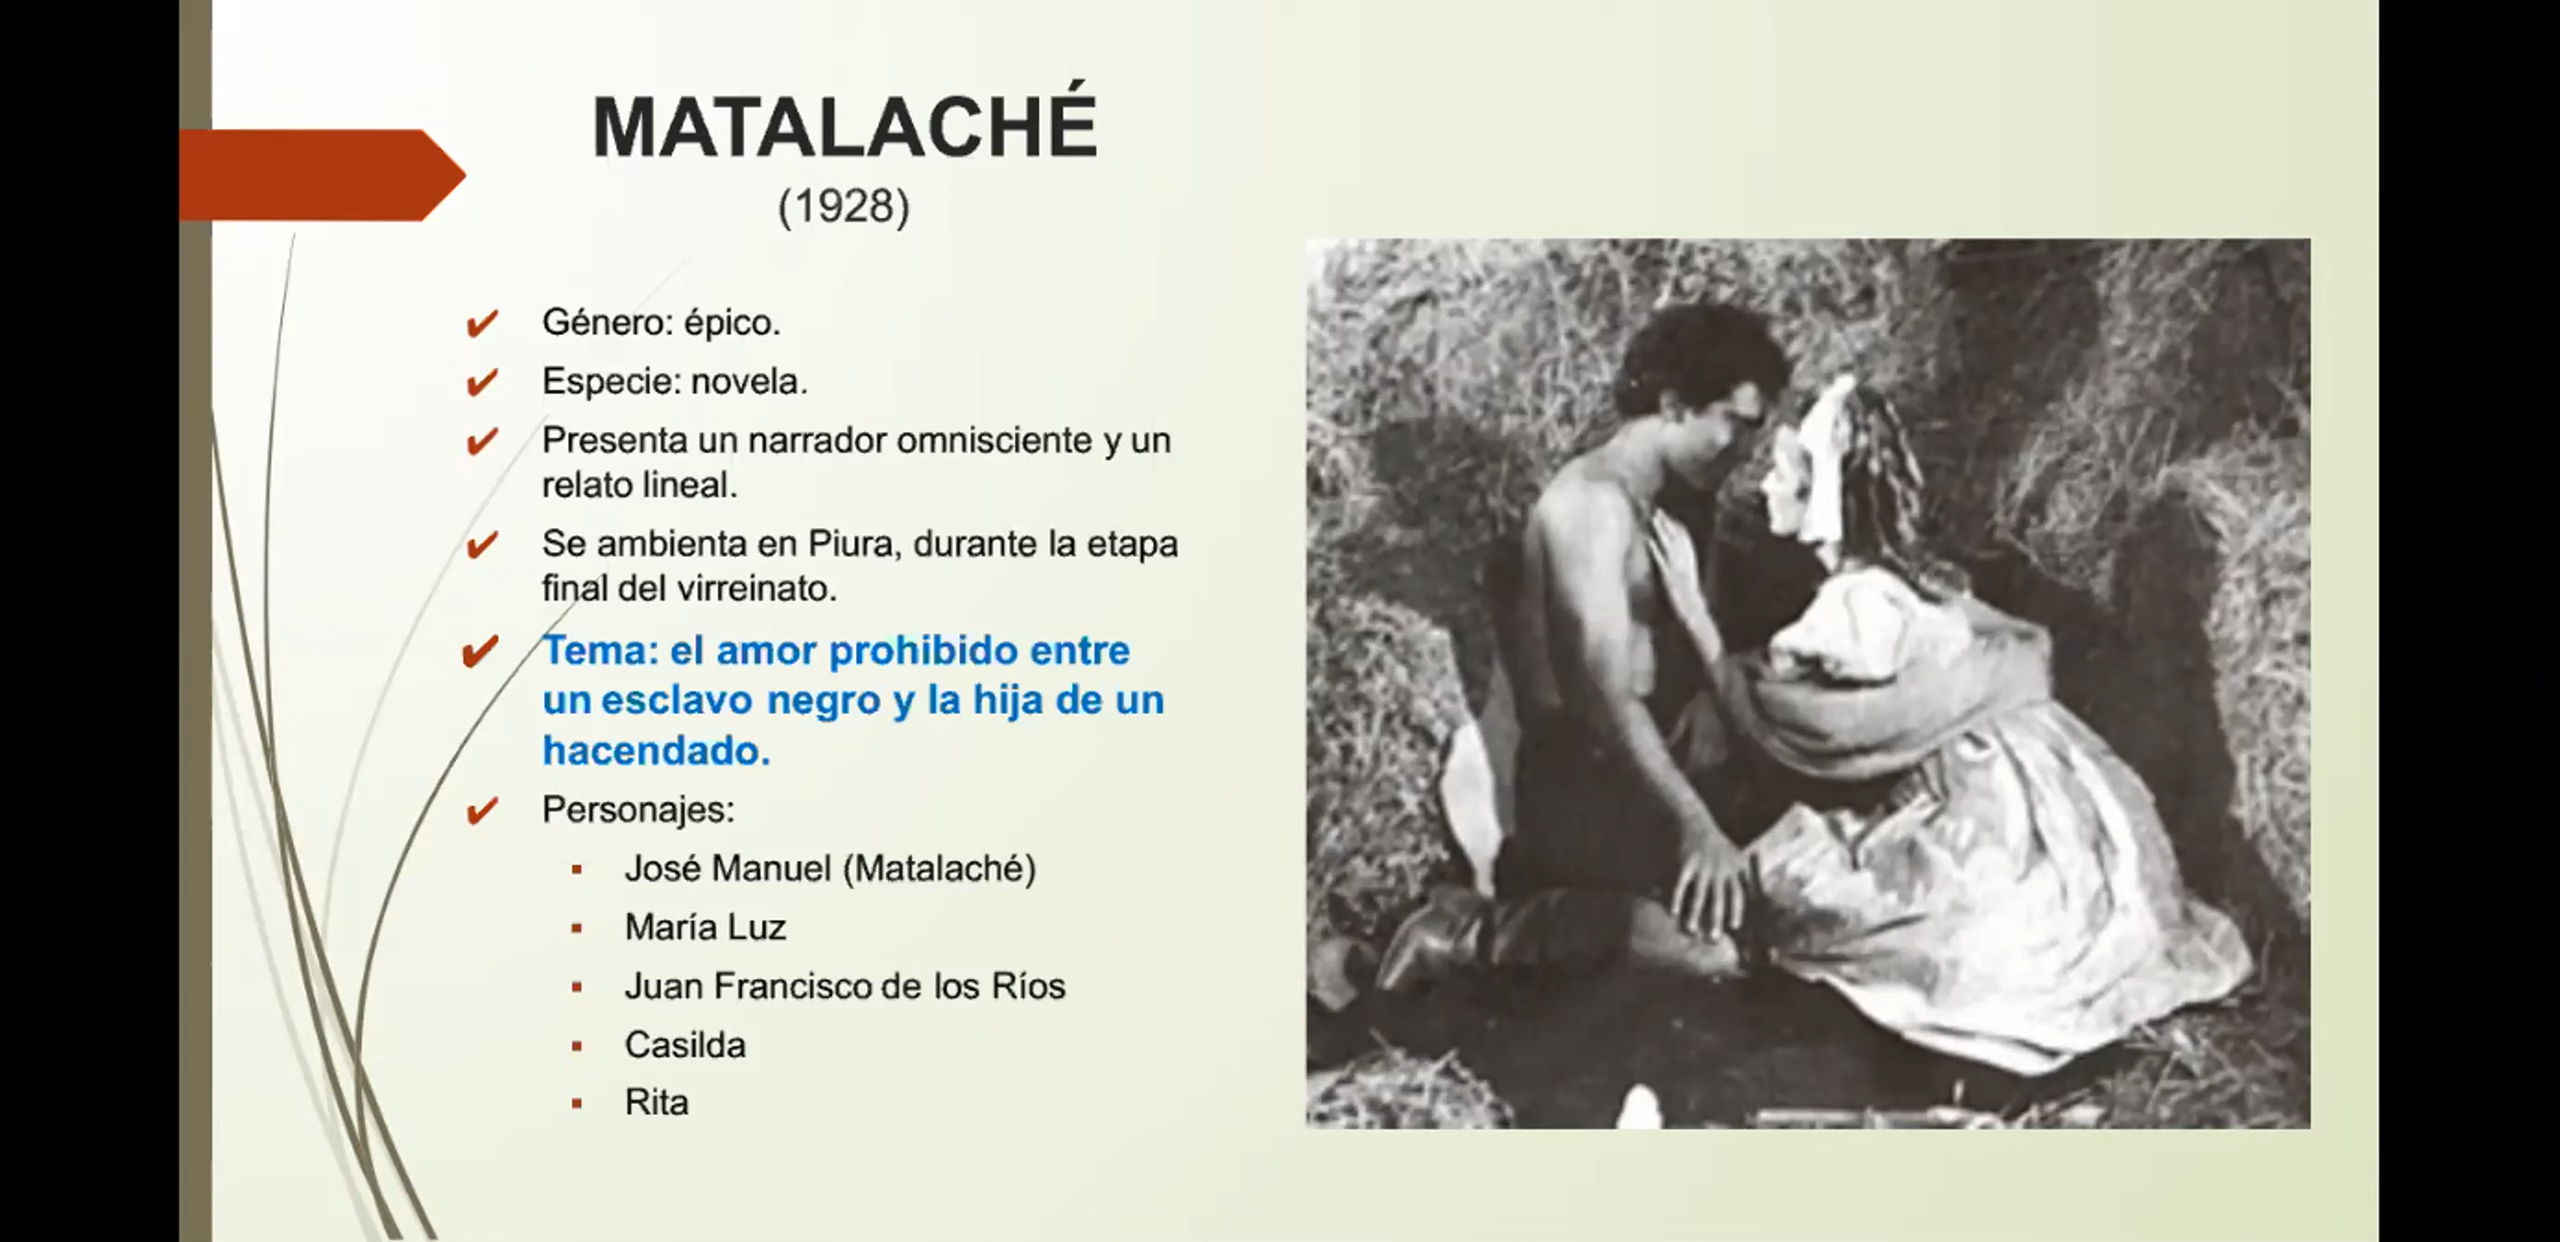 MATALACHÉ
(1928)
Género: épico.
Especie: novela.
Presenta un narrador omnisciente y un
relato lineal.
Se ambienta en Piura, durante la etapa
final del virreinato.
Tema: el amor prohibido entre
un esclavo negro y la hija de un
hacendado.
Personajes:
José Manuel (Matalaché)
María Luz
Juan Francisco de los Ríos
Casilda
Rita